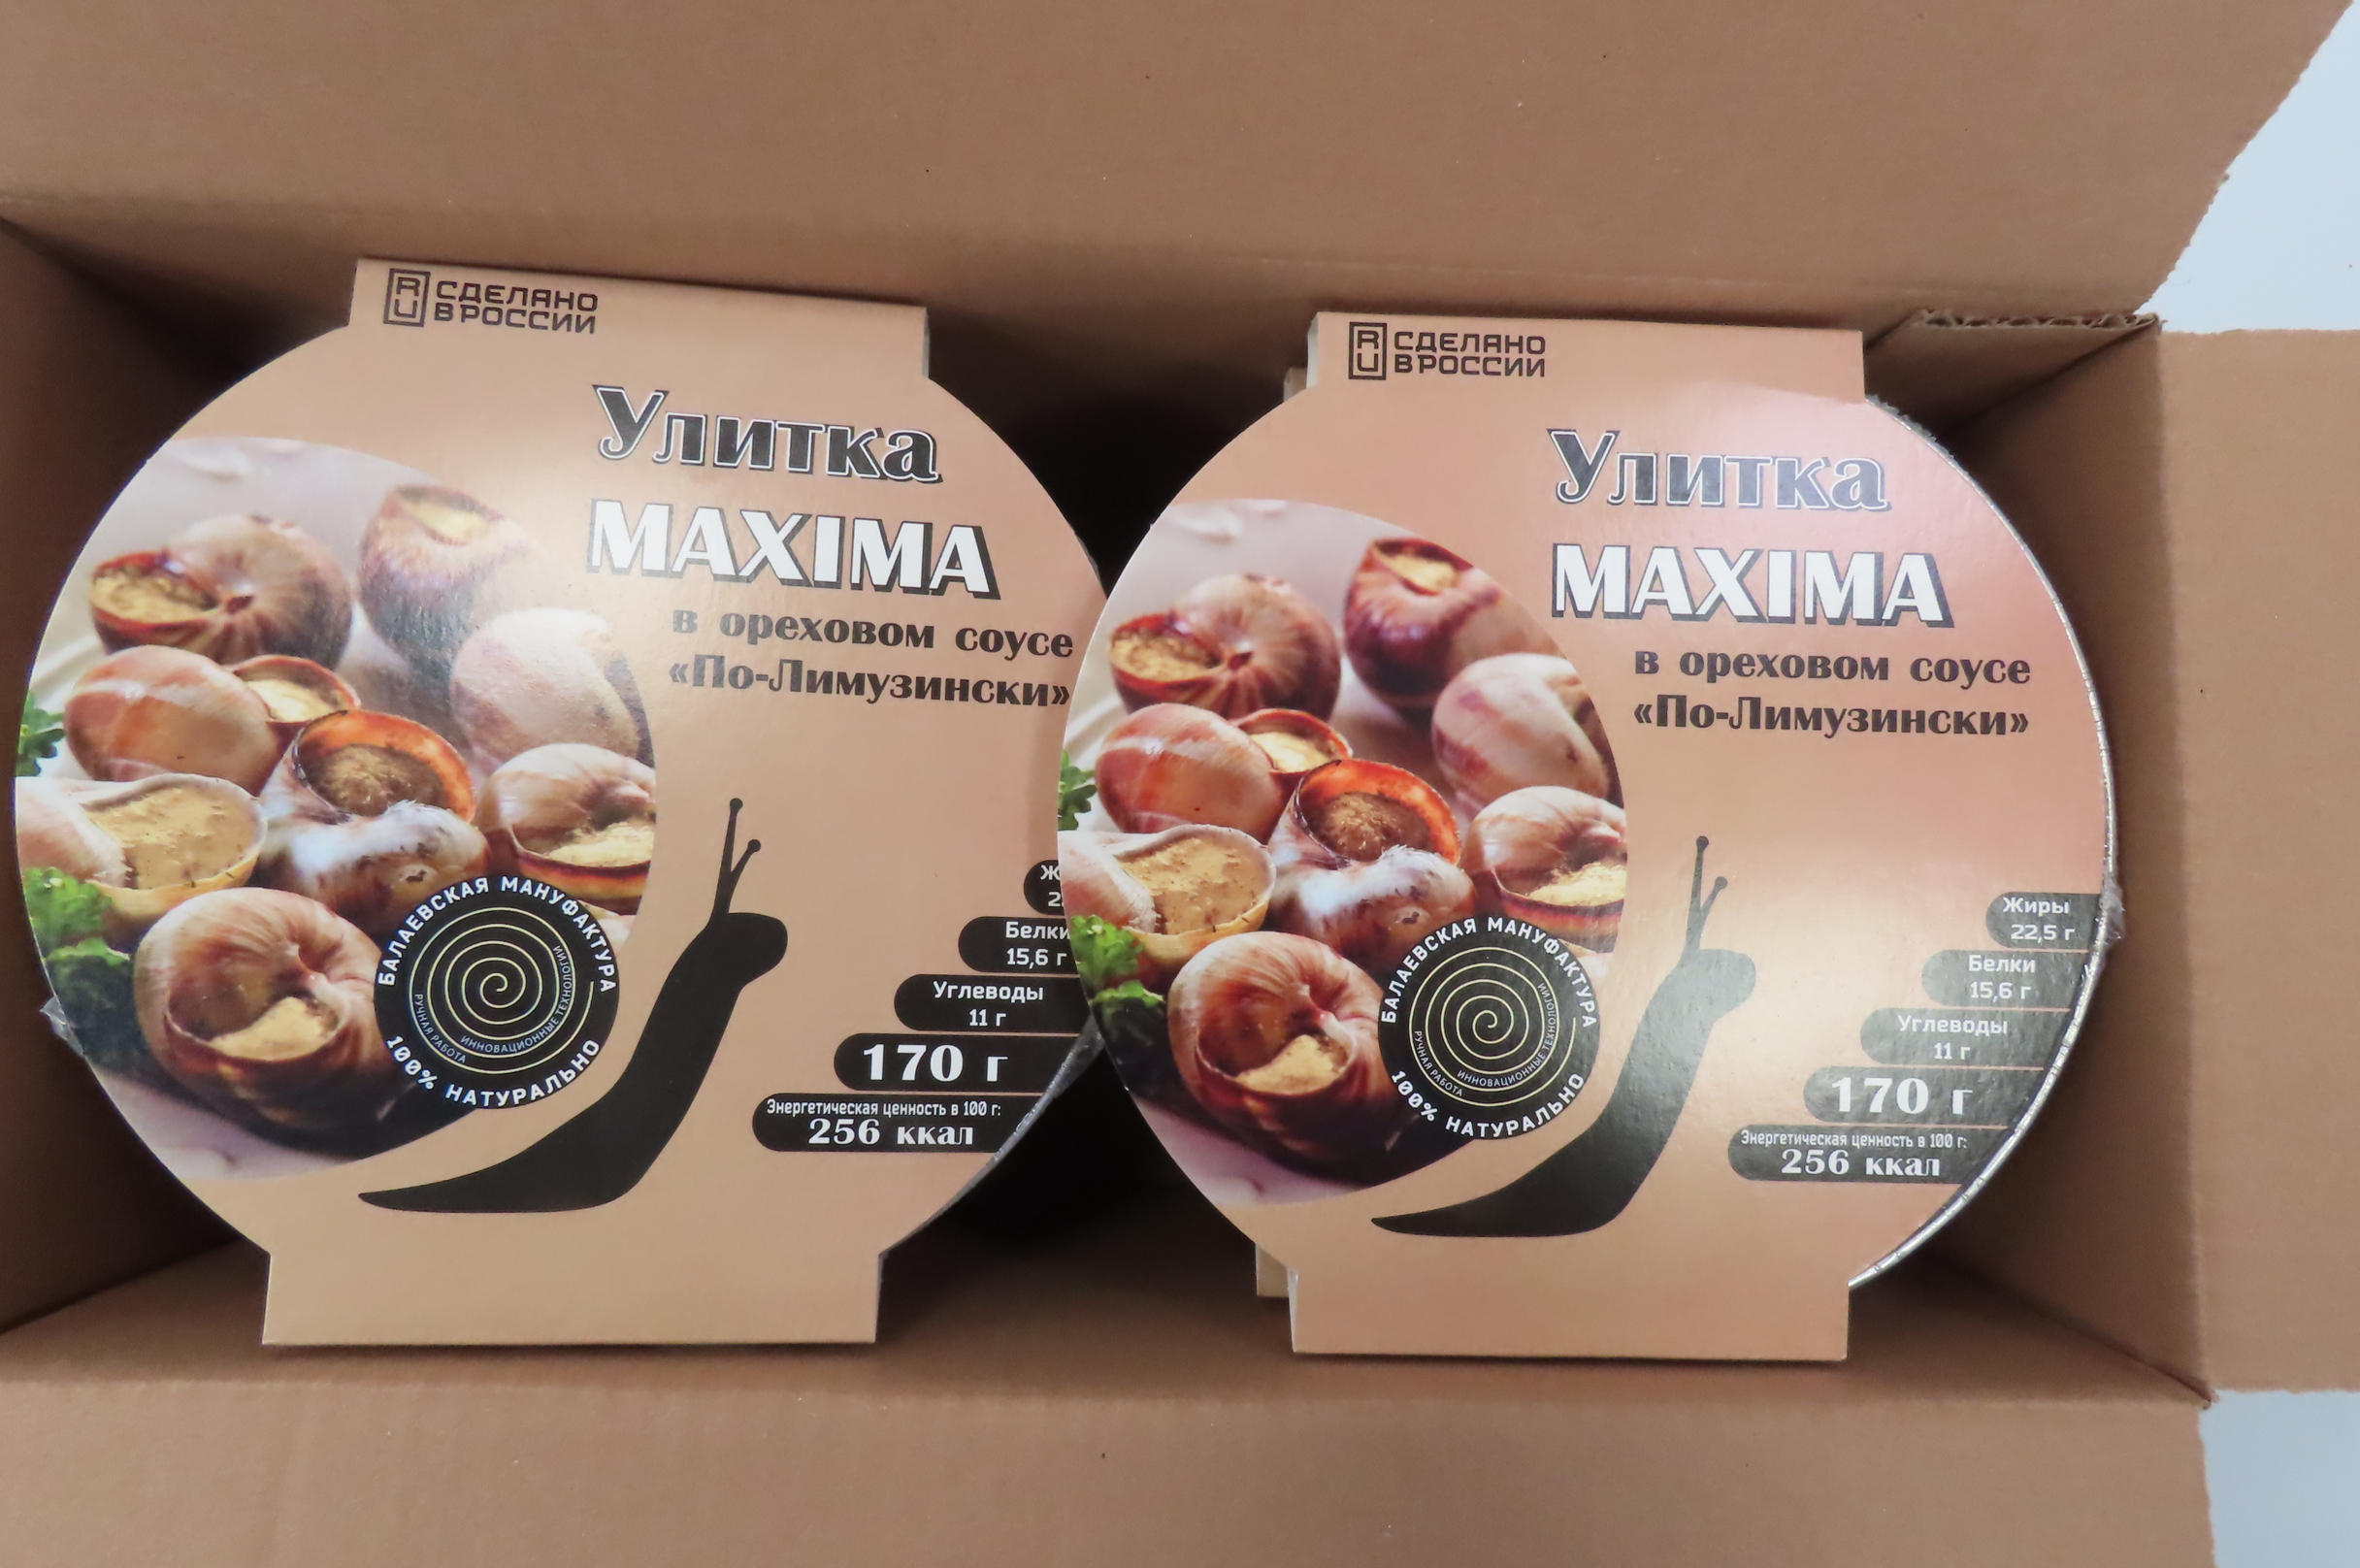 RU СДЕЛАНО
В РОССИИ
Улитка
MAXIMA
в ореховом соусе
«По-Лимузински»
Белки
15,6 г
Углеводы
11 г
170 г
Энергетическая ценность в 100 г:
256 ккал
БАЛАЕВСКАЯ МАНУФАКТУРА
РУЧНАЯ РАБОТА
ИННОВАЦИОННЫЕ ТЕХНОЛОГИИ
100% НАТУРАЛЬНО
RU СДЕЛАНО
В РОССИИ
Улитка
MAXIMA
в ореховом соусе
«По-Лимузински»
Жиры
22,5 г
Белки
15,6 г
Углеводы
11 г
170 г
Энергетическая ценность в 100 г:
256 ккал
БАЛАЕВСКАЯ МАНУФАКТУРА
РУЧНАЯ РАБОТА
ИННОВАЦИОННЫЕ ТЕХНОЛОГИИ
100% НАТУРАЛЬНО